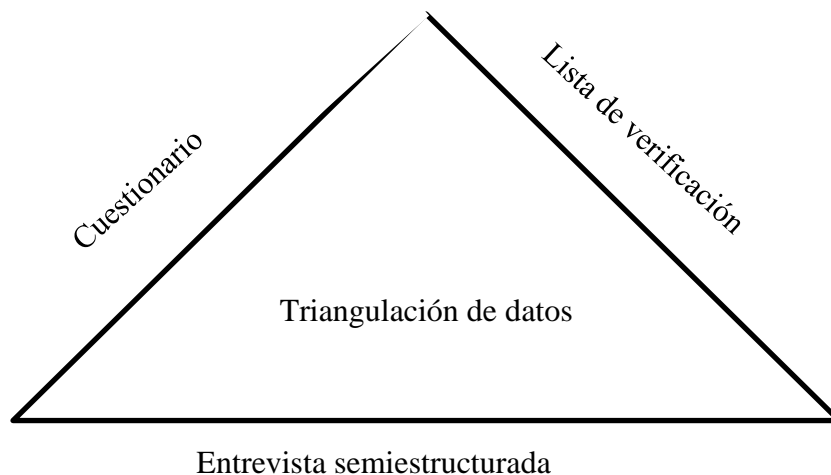 Cuestionario
Lista de verificación
Triangulación de datos
Entrevista semiestructurada